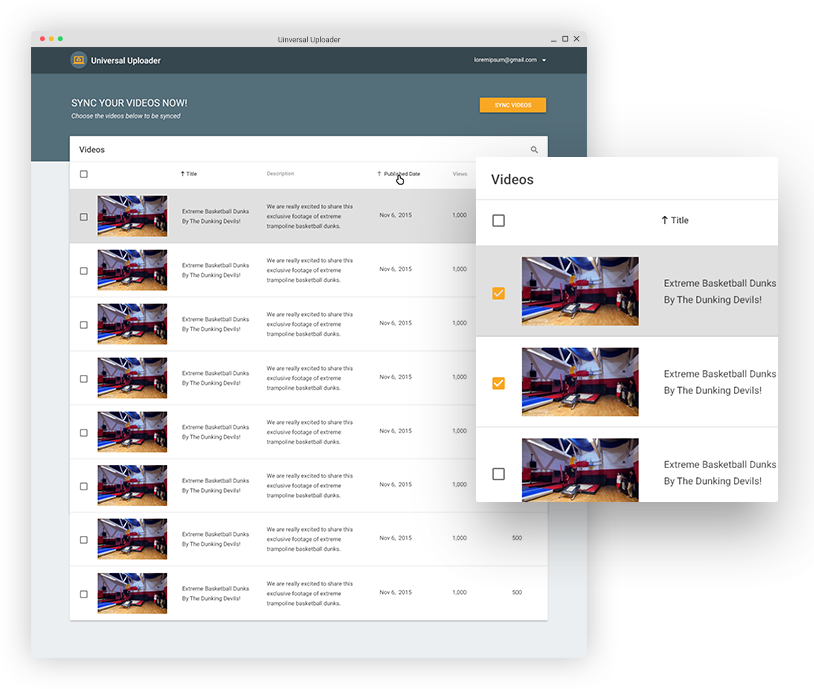 Universal Uploader
Universal Uploader
loremipsum@gmail.com
SYNC YOUR VIDEOS NOW!
Choose the videos below to be synced
SYNC VIDEOS
Videos
Title Description Published Date Views
Extreme Basketball Dunks
By The Dunking Devils!
We are really excited to share this
exclusive footage of extreme
trampoline basketball dunks.
Nov 6, 2015 1,000
Extreme Basketball Dunks
By The Dunking Devils!
We are really excited to share this
exclusive footage of extreme
trampoline basketball dunks.
Nov 6, 2015 1,000
Extreme Basketball Dunks
By The Dunking Devils!
We are really excited to share this
exclusive footage of extreme
trampoline basketball dunks.
Nov 6, 2015 1,000
Extreme Basketball Dunks
By The Dunking Devils!
We are really excited to share this
exclusive footage of extreme
trampoline basketball dunks.
Nov 6, 2015 1,000
Extreme Basketball Dunks
By The Dunking Devils!
We are really excited to share this
exclusive footage of extreme
trampoline basketball dunks.
Nov 6, 2015 1,000
Extreme Basketball Dunks
By The Dunking Devils!
We are really excited to share this
exclusive footage of extreme
trampoline basketball dunks.
Nov 6, 2015 1,000
Extreme Basketball Dunks
By The Dunking Devils!
We are really excited to share this
exclusive footage of extreme
trampoline basketball dunks.
Nov 6, 2015 1,000 500
Extreme Basketball Dunks
By The Dunking Devils!
We are really excited to share this
exclusive footage of extreme
trampoline basketball dunks.
Nov 6, 2015 1,000 500
Videos
Title
Extreme Basketball Dunks
By The Dunking Devils!
Extreme Basketball Dunks
By The Dunking Devils!
Extreme Basketball Dunks
By The Dunking Devils!